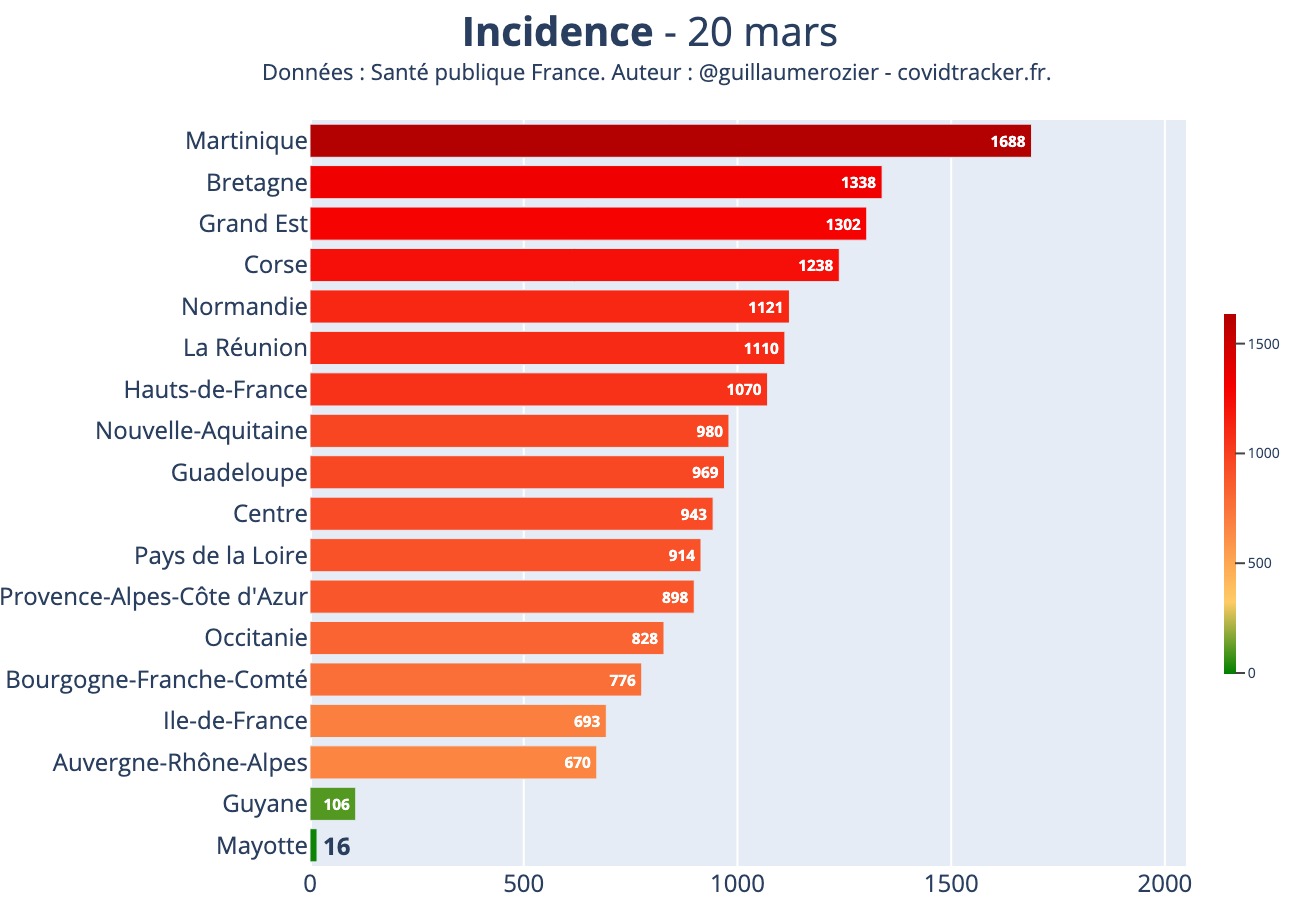 Incidence - 20 mars
Données : Santé publique France. Auteur : @guillaumerozier - covidtracker.fr.
Martinique 1688
Bretagne 1338
Grand Est 1302
Corse 1238
Normandie 1121
La Réunion 1110
Hauts-de-France 1070
Nouvelle-Aquitaine 980
Guadeloupe 969
Centre 943
Pays de la Loire 914
Provence-Alpes-Côte d'Azur 898
Occitanie 828
Bourgogne-Franche-Comté 776
Ile-de-France 693
Auvergne-Rhône-Alpes 670
Guyane 106
Mayotte 16
0 500 1000 1500 2000
1500
1000
500
0